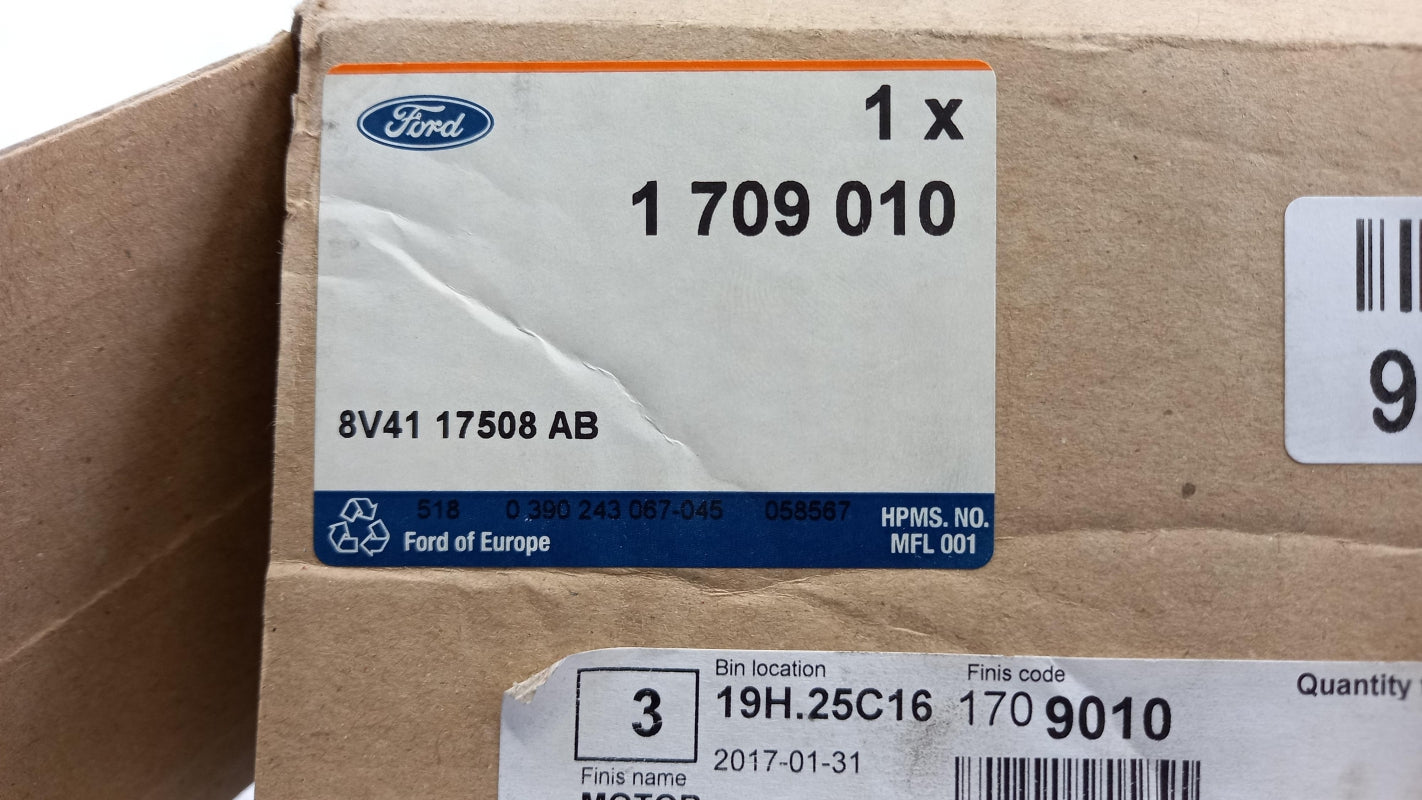 Ford
1 x
1 709 010
8V41 17508 AB
518 0 390 243 067-045 058567
Ford of Europe
HPMS. NO.
MFL 001
9
3
Bin location
19H.25C16
2017-01-31
Finis code
170 9010
Quantity
Finis name
MOTOR